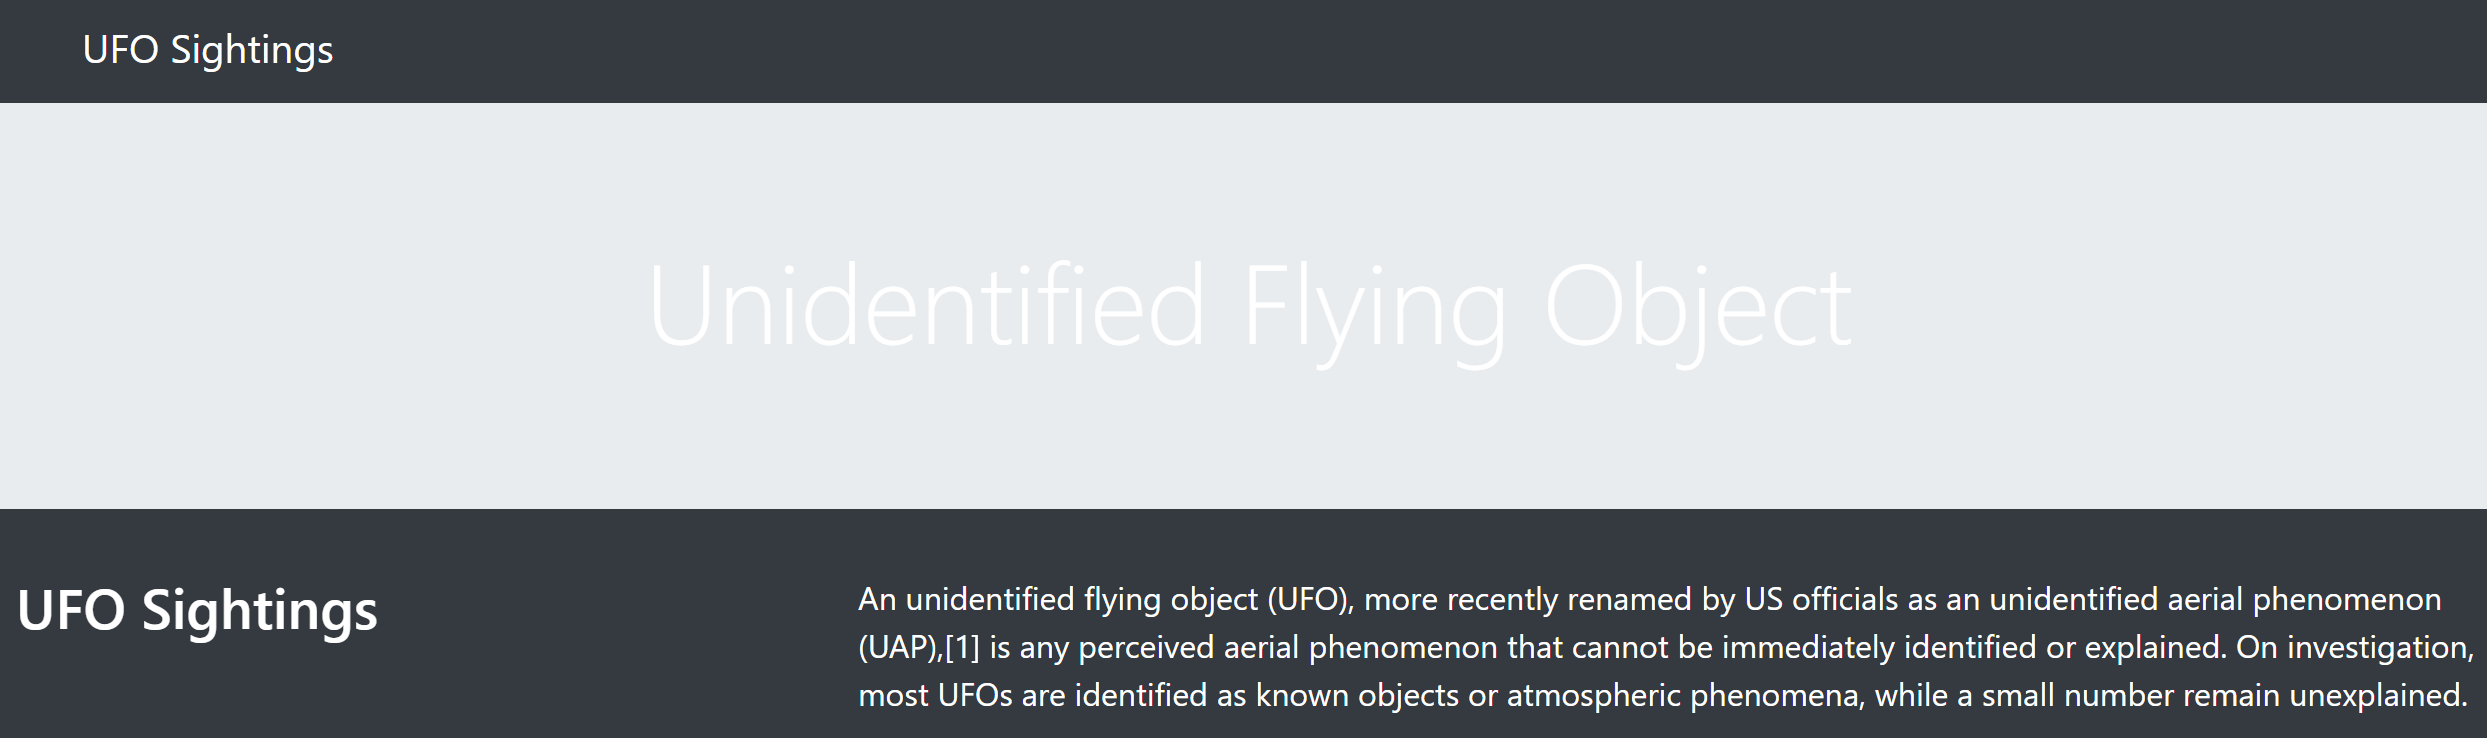 UFO Sightings
Unidentified Flying Object
UFO Sightings
An unidentified flying object (UFO), more recently renamed by US officials as an unidentified aerial phenomenon
(UAP),[1] is any perceived aerial phenomenon that cannot be immediately identified or explained. On investigation,
most UFOs are identified as known objects or atmospheric phenomena, while a small number remain unexplained.